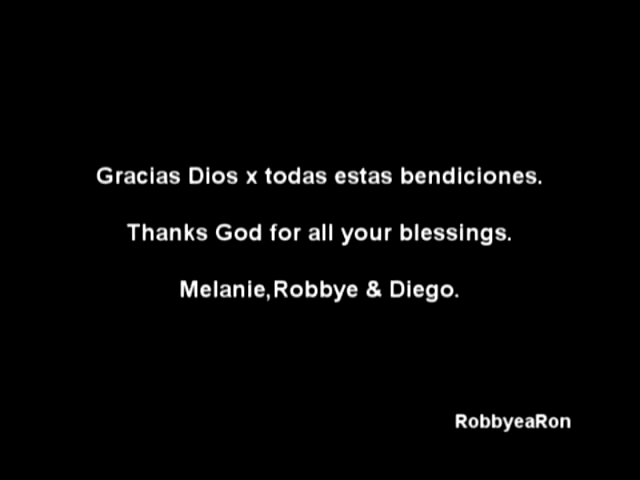 Gracias Dios x todas estas bendiciones.
Thanks God for all your blessings.
Melanie,Robbye & Diego.
RobbyeaRon